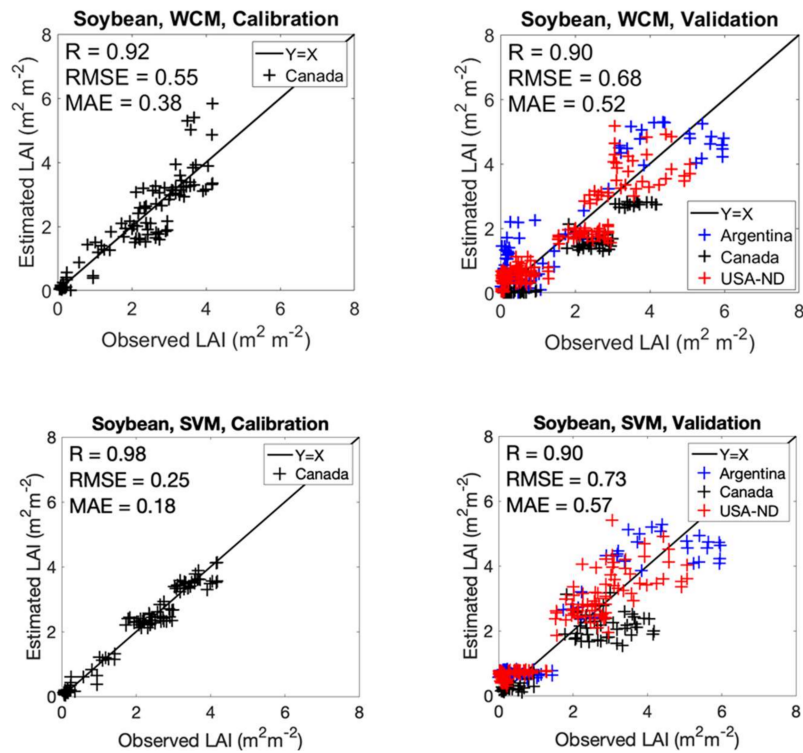 Soybean, WCM, Calibration
R = 0.92
RMSE = 0.55
MAE = 0.38
Y=X
Canada
8
6
4
2
0
Estimated LAI (m² m⁻²)
0 2 4 6 8
Observed LAI (m² m⁻²)
Soybean, WCM, Validation
R = 0.90
RMSE = 0.68
MAE = 0.52
8
6
4
2
0
Estimated LAI (m² m⁻²)
Y=X
Argentina
Canada
USA-ND
0 2 4 6 8
Observed LAI (m² m⁻²)
Soybean, SVM, Calibration
R = 0.98
RMSE = 0.25
MAE = 0.18
Y=X
Canada
8
6
4
2
0
Estimated LAI (m²m⁻²)
0 2 4 6 8
Observed LAI (m²m⁻²)
Soybean, SVM, Validation
R = 0.90
RMSE = 0.73
MAE = 0.57
Y=X
Argentina
Canada
USA-ND
8
6
4
2
0
Estimated LAI (m²m⁻²)
0 2 4 6 8
Observed LAI (m²m⁻²)